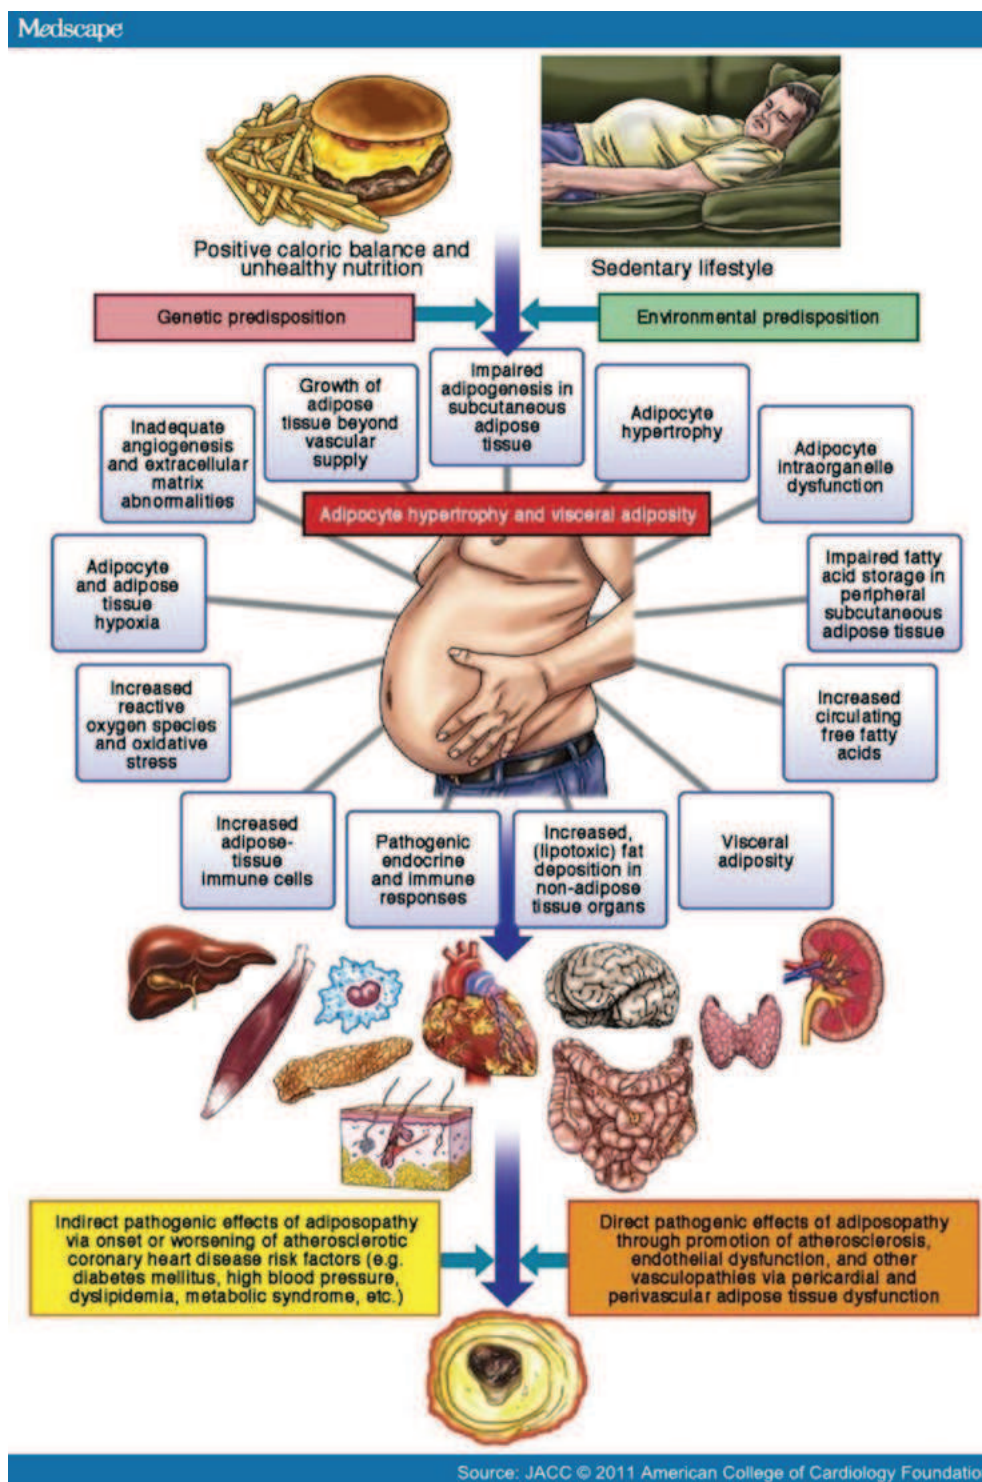 Medscape
Positive caloric balance and
unhealthy nutrition
Sedentary lifestyle
Genetic predisposition
Environmental predisposition
Impaired
adipogenesis in
subcutaneous
adipose
tissue
Growth of
adipose
tissue beyond
vascular
supply
Adipocyte
hypertrophy
Inadequate
angiogenesis
and extracellular
matrix
abnormalities
Adipocyte
intraorganelle
dysfunction
Adipocyte hypertrophy and visceral adiposity
Adipocyte
and adipose
tissue
hypoxia
Impaired fatty
acid storage in
peripheral
subcutaneous
adipose tissue
Increased
reactive
oxygen species
and oxidative
stress
Increased
circulating
free fatty
acids
Increased
adipose-
tissue
immune cells
Pathogenic
endocrine
and immune
responses
Increased,
(lipotoxic) fat
deposition in
non-adipose
tissue organs
Visceral
adiposity
Indirect pathogenic effects of adiposopathy
via onset or worsening of atherosclerotic
coronary heart disease risk factors (e.g.
diabetes mellitus, high blood pressure,
dyslipidemia, metabolic syndrome, etc.)
Direct pathogenic effects of adiposopathy
through promotion of atherosclerosis,
endothelial dysfunction, and other
vasculopathies via pericardial and
perivascular adipose tissue dysfunction
Source: JACC © 2011 American College of Cardiology Foundatio